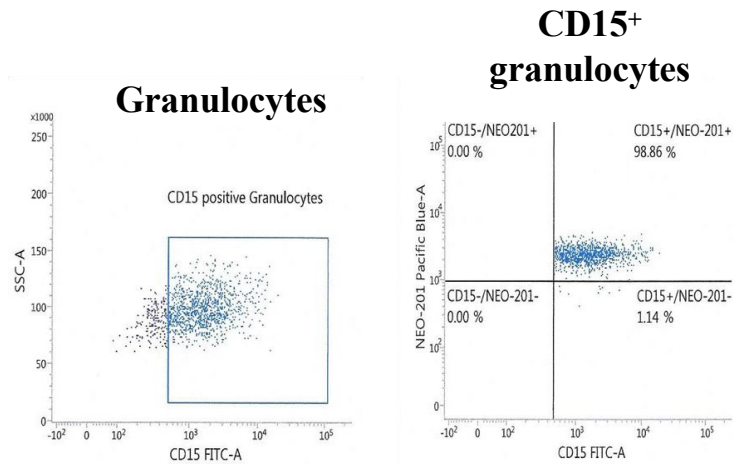 Granulocytes
x1000
250
200
150
100
50
0
SSC-A
CD15 positive Granulocytes
-10² 0 10² 10³ 10⁴ 10⁵
CD15 FITC-A
CD15⁺
granulocytes
CD15-/NEO201+
0.00 %
CD15+/NEO-201+
98.86 %
10⁵
10⁴
10³
10²
0
NEO-201 Pacific Blue-A
CD15-/NEO-201-
0.00 %
CD15+/NEO-201-
1.14 %
-10² 0 10² 10³ 10⁴ 10⁵
CD15 FITC-A